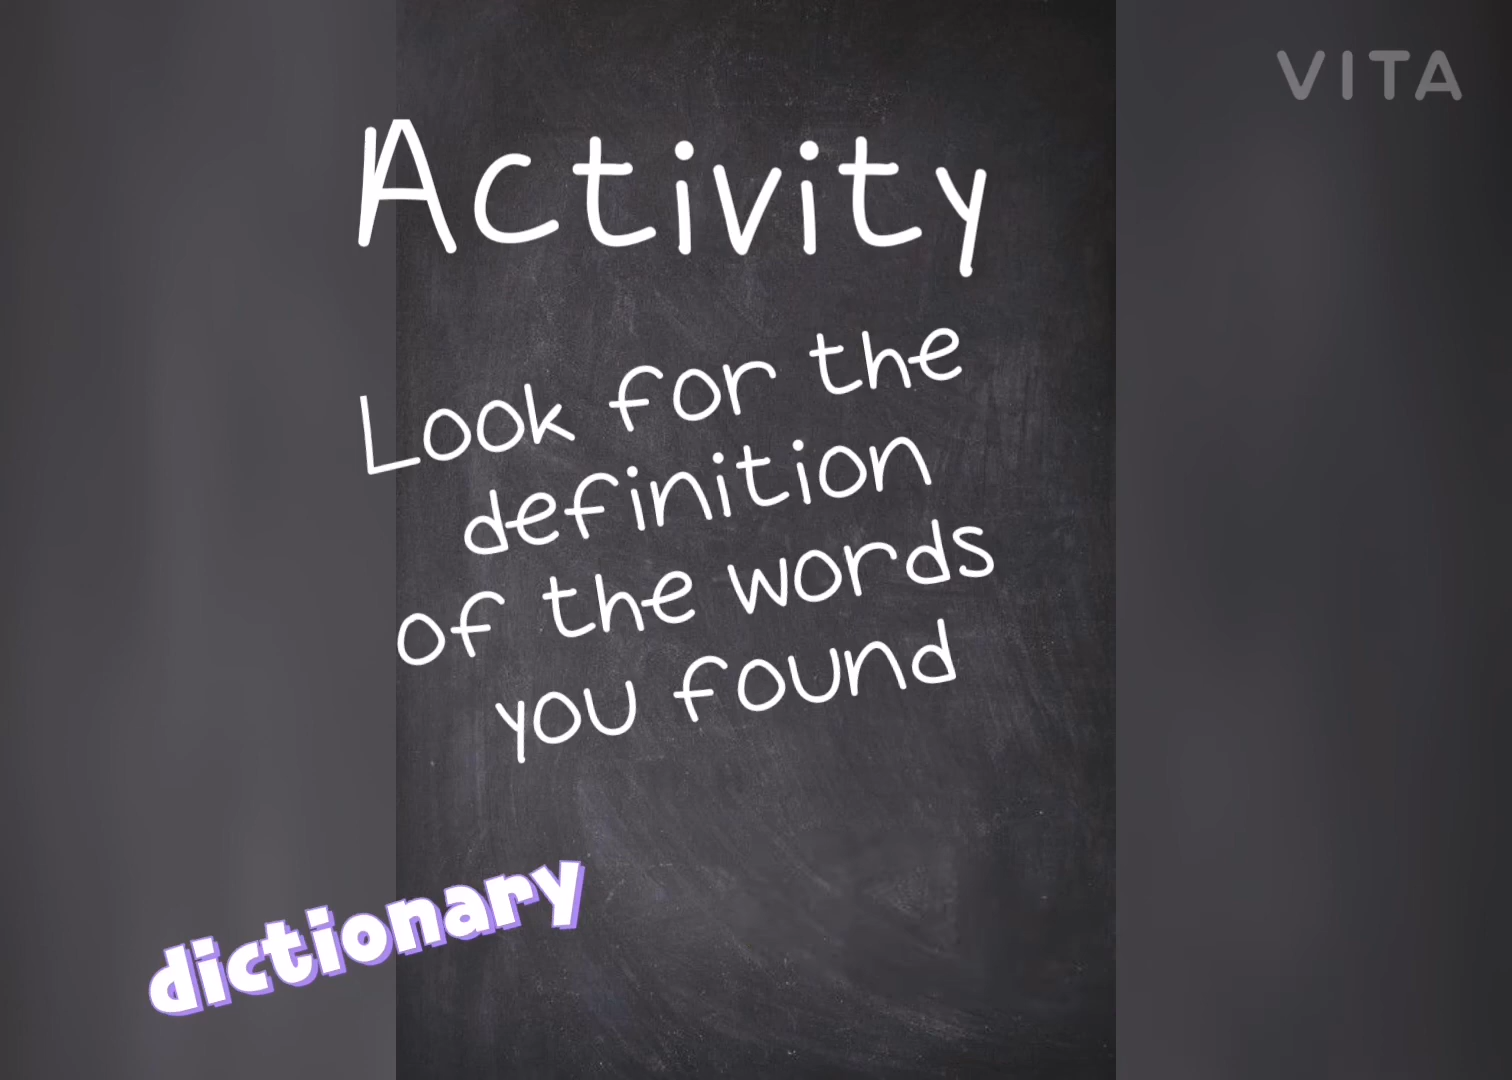 VITA
Activity
Look for the
definition
of the words
you found
dictionary